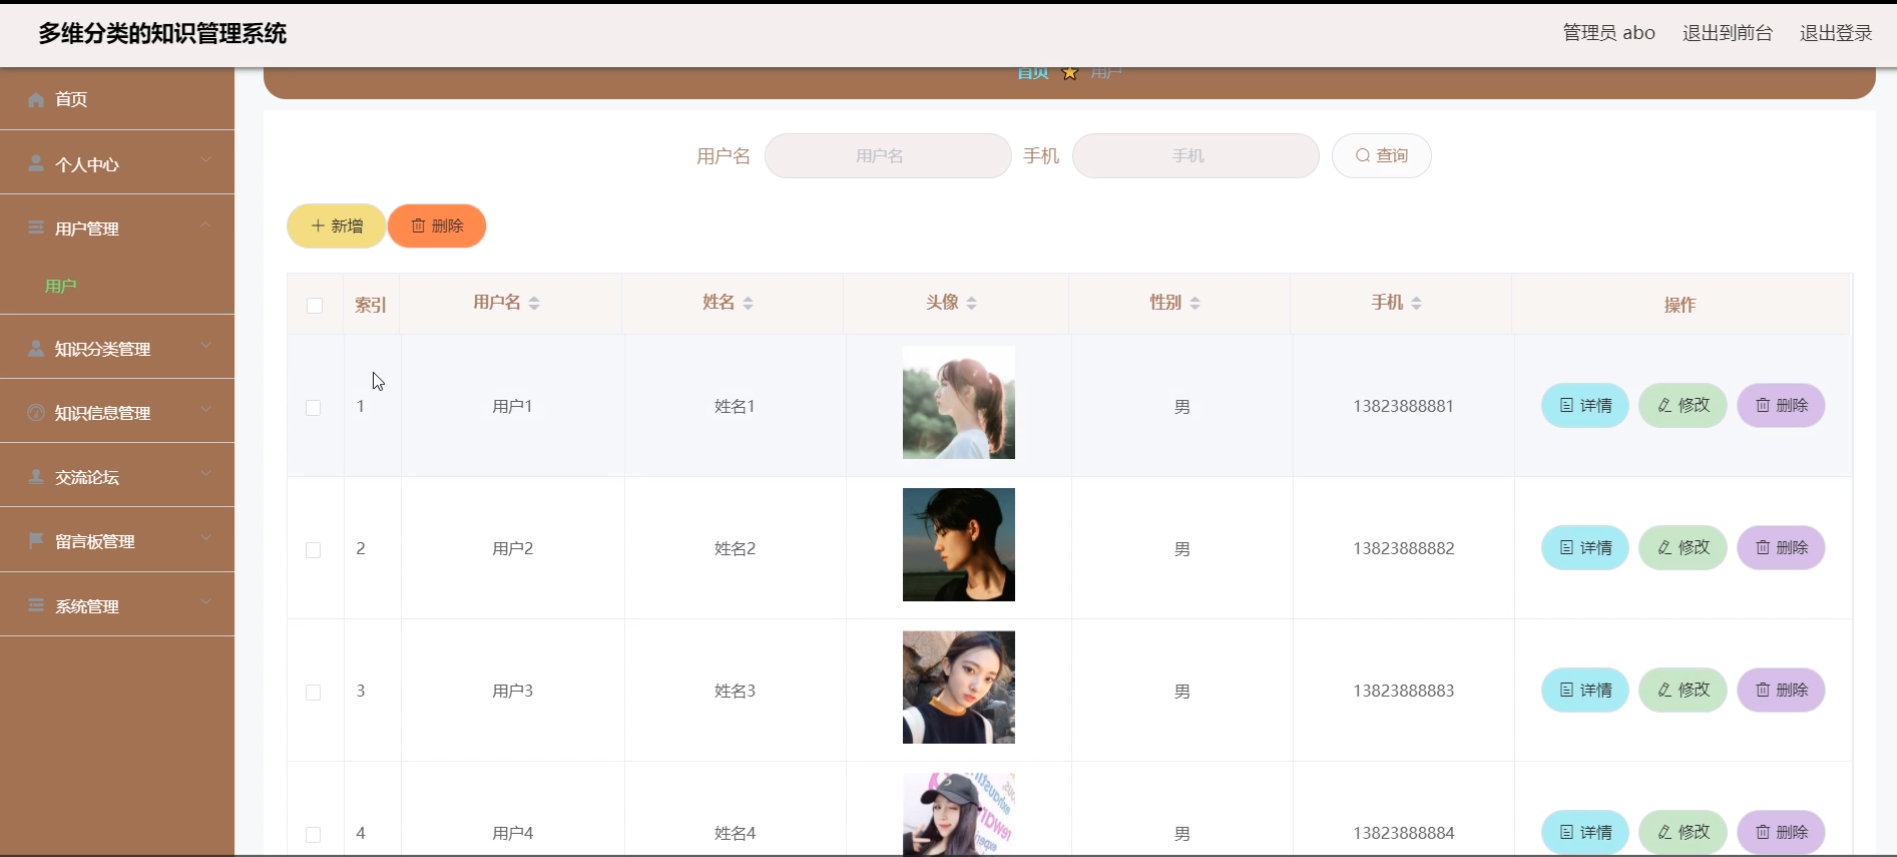 多维分类的知识管理系统
管理员 abo 退出到前台 退出登录
首页 用户
首页
个人中心
用户管理
用户
知识分类管理
知识信息管理
交流论坛
留言板管理
系统管理
用户名 用户名 手机 手机 查询
新增 删除
索引 用户名 姓名 头像 性别 手机 操作
1 用户1 姓名1 男 13823888881 详情 修改 删除
2 用户2 姓名2 男 13823888882 详情 修改 删除
3 用户3 姓名3 男 13823888883 详情 修改 删除
4 用户4 姓名4 男 13823888884 详情 修改 删除